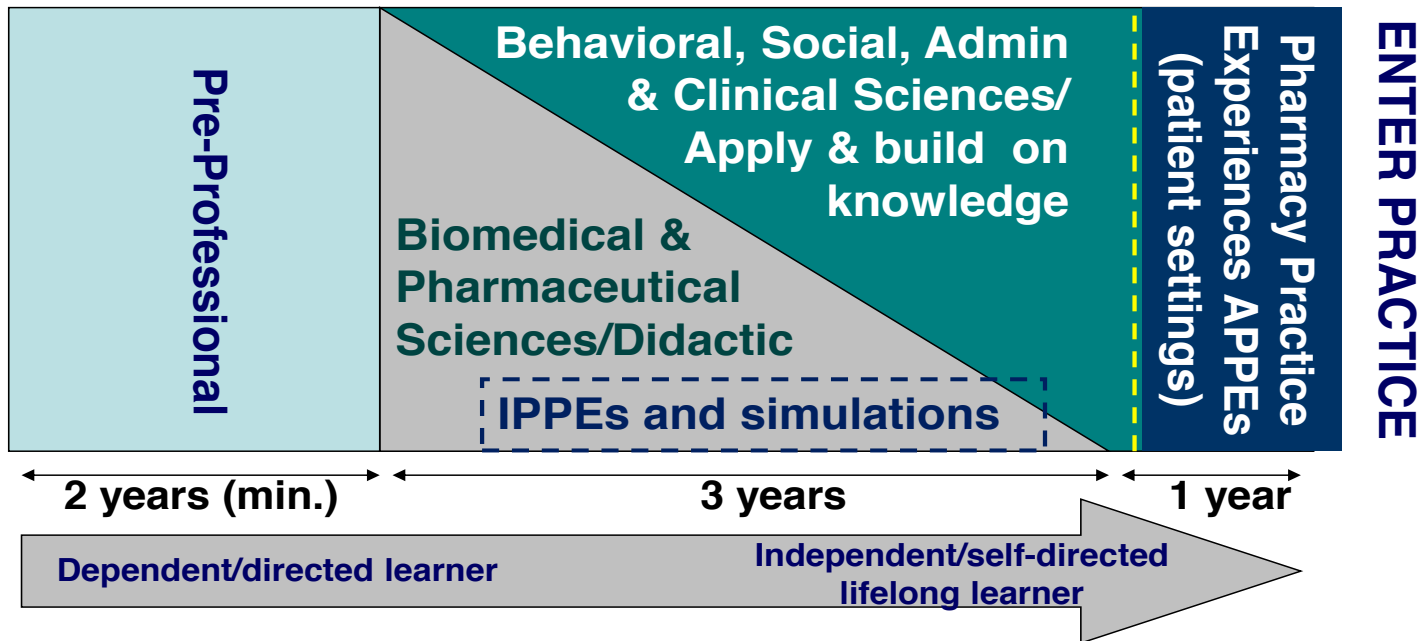 Pre-Professional
Behavioral, Social, Admin
& Clinical Sciences/
Apply & build on
knowledge
Biomedical &
Pharmaceutical
Sciences/Didactic
IPPEs and simulations
Pharmacy Practice
Experiences APPEs
(patient settings)
ENTER PRACTICE
2 years (min.)
3 years
1 year
Dependent/directed learner
Independent/self-directed
lifelong learner